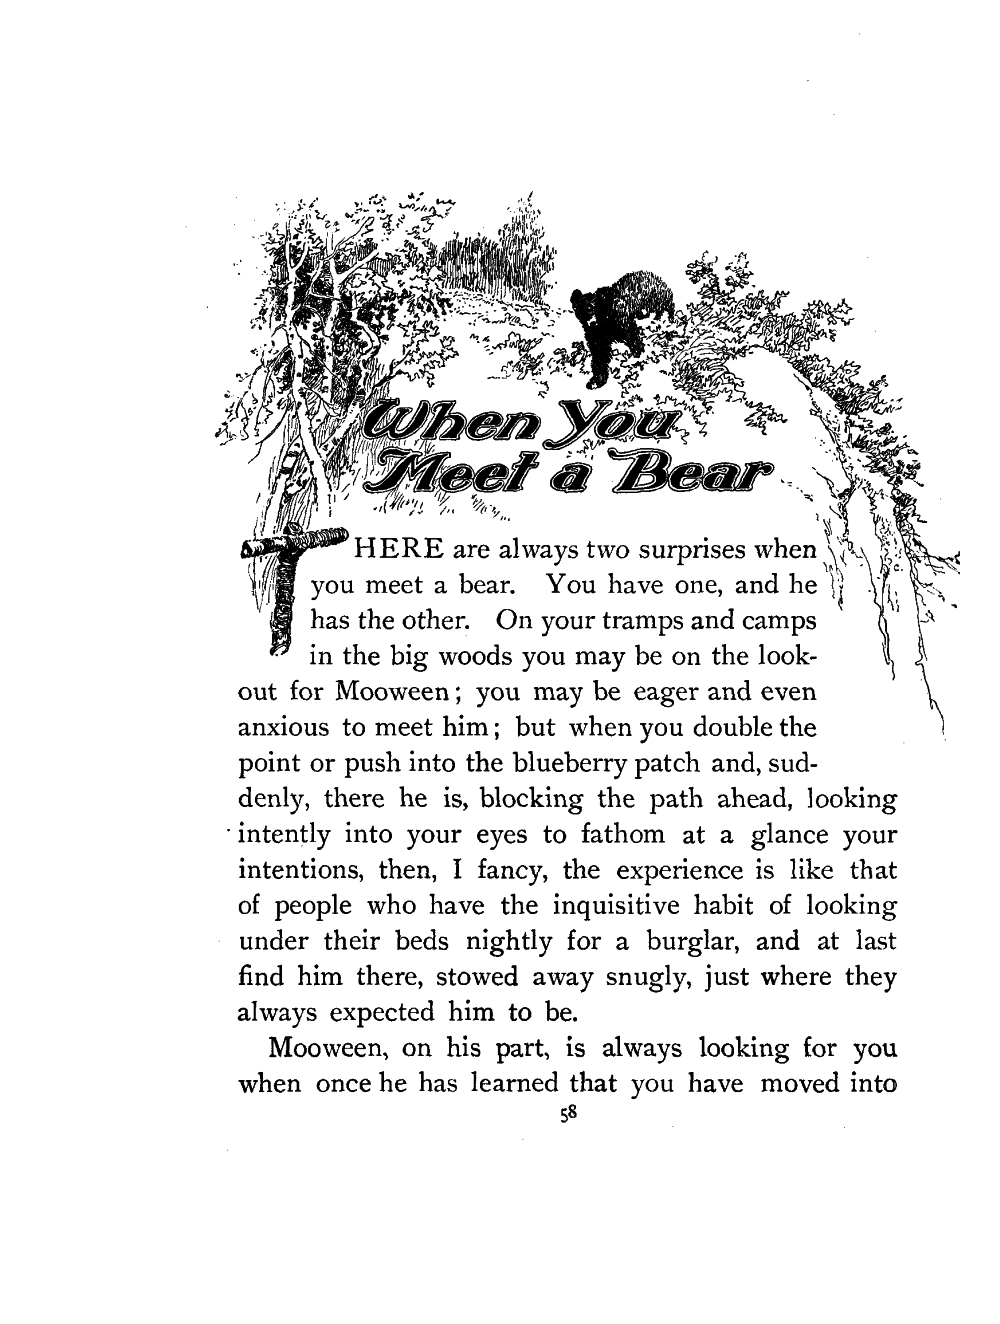 When You
Meet a Bear
THERE are always two surprises when
you meet a bear. You have one, and he
has the other. On your tramps and camps
in the big woods you may be on the look-
out for Mooween; you may be eager and even
anxious to meet him; but when you double the
point or push into the blueberry patch and, sud-
denly, there he is, blocking the path ahead, looking
intently into your eyes to fathom at a glance your
intentions, then, I fancy, the experience is like that
of people who have the inquisitive habit of looking
under their beds nightly for a burglar, and at last
find him there, stowed away snugly, just where they
always expected him to be.
Mooween, on his part, is always looking for you
when once he has learned that you have moved into
58